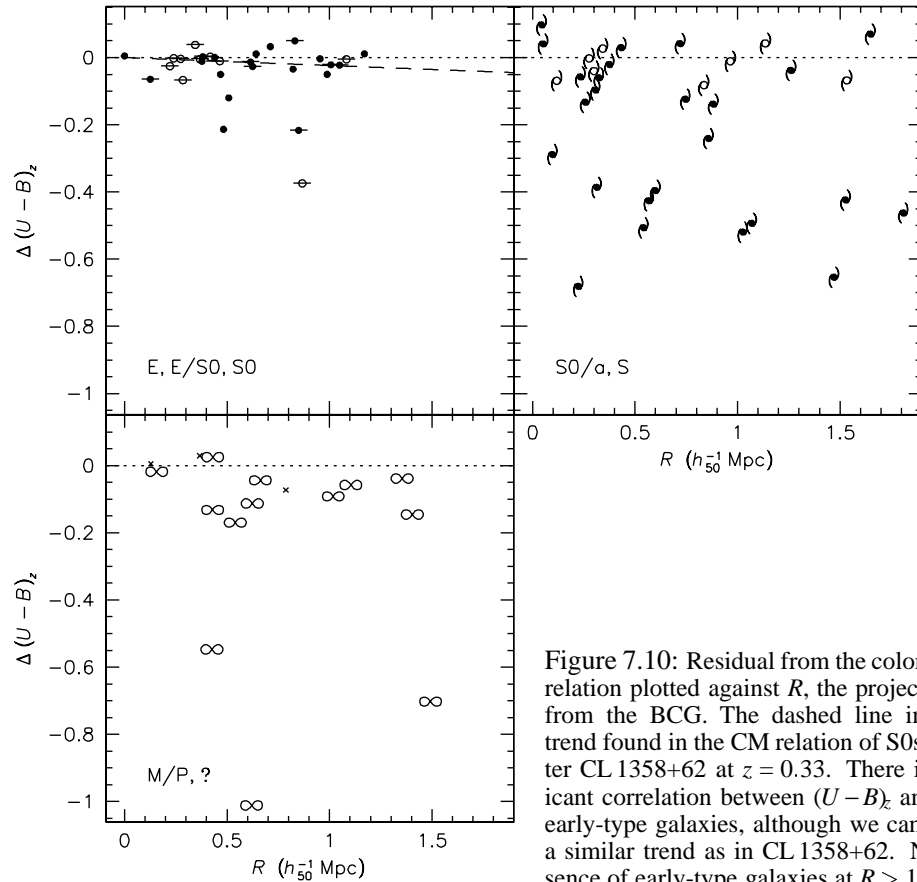 0
−0.2
−0.4
−0.6
−0.8
−1
Δ (U − B)z
E, E/S0, S0
S0/a, S
0 0.5 1 1.5
R (h50^−1 Mpc)
0
−0.2
−0.4
−0.6
−0.8
−1
Δ (U − B)z
M/P, ?
0 0.5 1 1.5
R (h50^−1 Mpc)
Figure 7.10: Residual from the color
relation plotted against R, the projec
from the BCG. The dashed line in
trend found in the CM relation of S0s
ter CL 1358+62 at z = 0.33. There i
icant correlation between (U − B)z an
early-type galaxies, although we can
a similar trend as in CL 1358+62. N
sence of early-type galaxies at R > 1